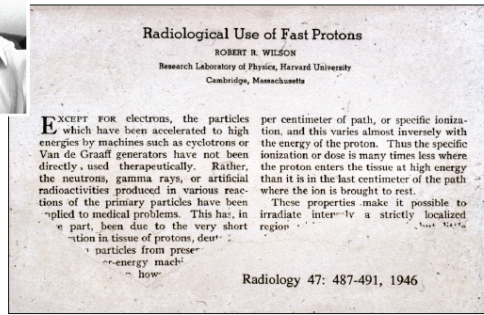 Radiological Use of Fast Protons
ROBERT R. WILSON
Research Laboratory of Physics, Harvard University
Cambridge, Massachusetts
EXCEPT FOR electrons, the particles
which have been accelerated to high
energies by machines such as cyclotrons or
Van de Graaff generators have not been
directly used therapeutically. Rather,
the neutrons, gamma rays, or artificial
radioactivities produced in various reac-
tions of the primary particles have been
applied to medical problems. This has, in
part, been due to the very short
in tissue of protons,
particles from
per centimeter of path, or specific ioniza-
tion, and this varies almost inversely with
the energy of the proton. Thus the specific
ionization or dose is many times less where
the proton enters the tissue at high energy
than it is in the last centimeter of the path
where the ion is brought to rest.
These properties make it possible to
irradiate a strictly localized
region
Radiology 47: 487-491, 1946